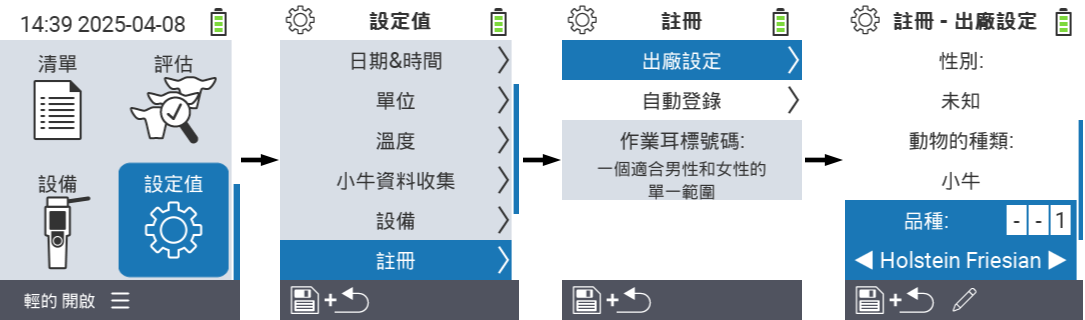 14:39 2025-04-08
清單
評估
設備
設定值
輕的 開啟
設定值
日期&時間
單位
溫度
小牛資料收集
設備
註冊
+
註冊
出廠設定
自動登錄
作業耳標號碼:
一個適合男性和女性的
單一範圍
+
註冊 - 出廠設定
性別:
未知
動物的種類:
小牛
品種: - - 1
Holstein Friesian
+